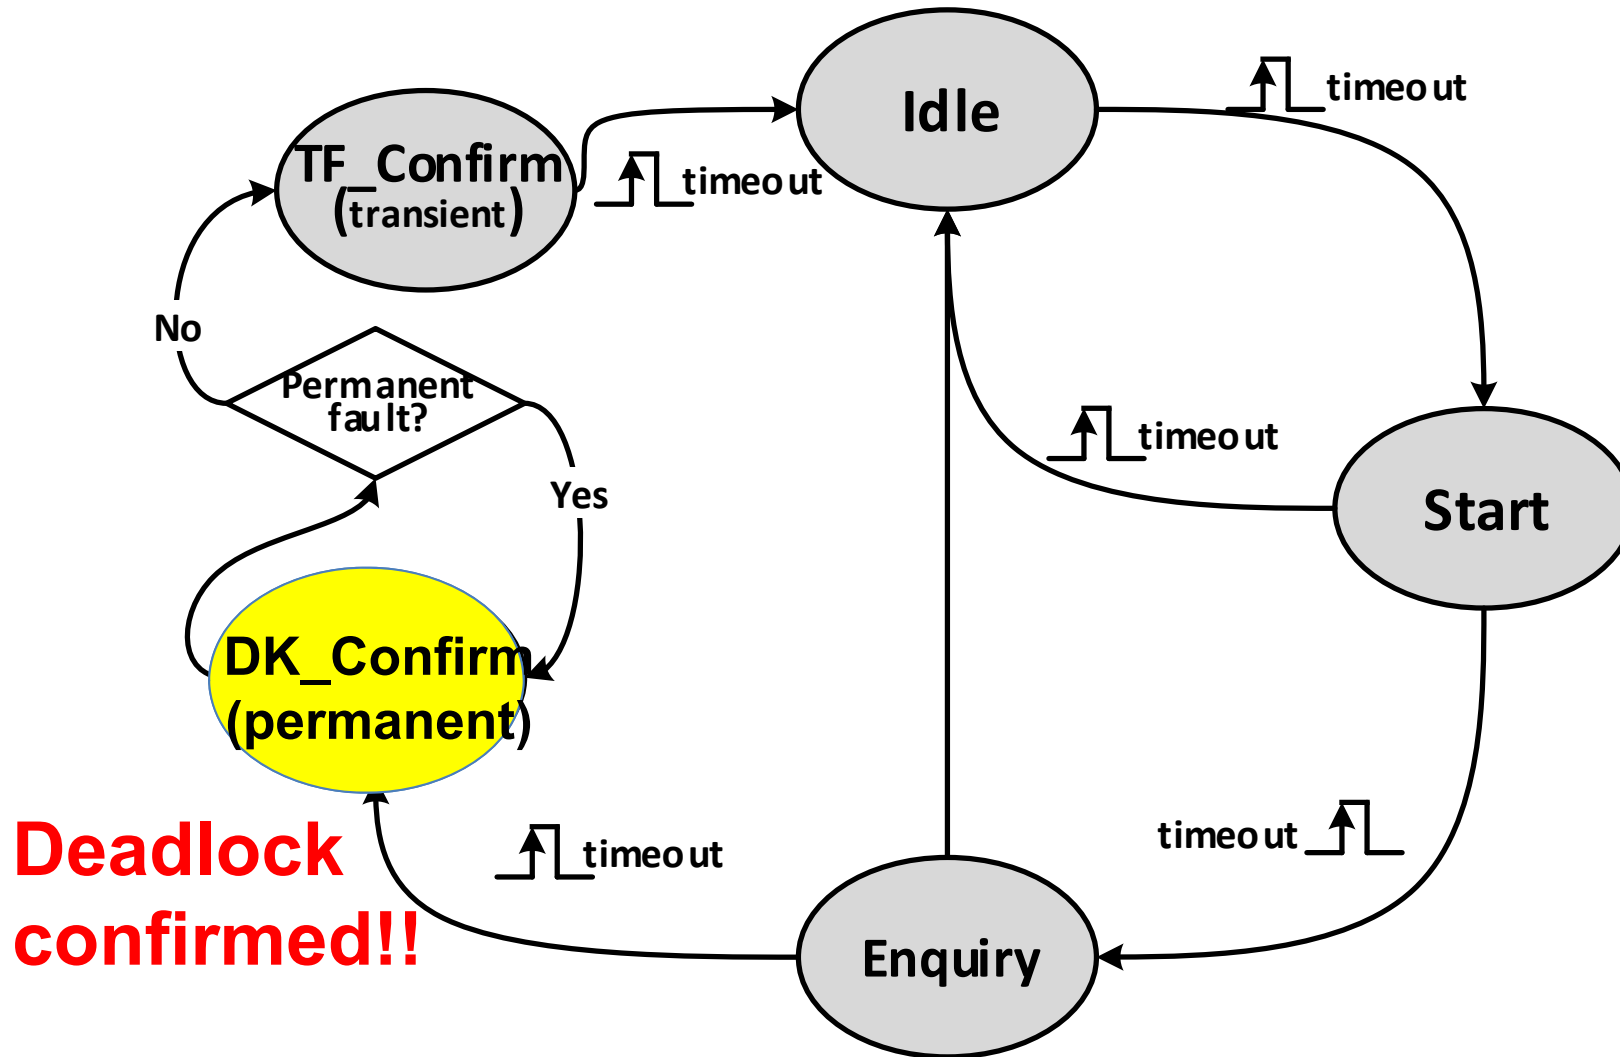 Idle
timeout
TF_Confirm
(transient)
timeout
No
Permanent
fault?
timeout
Yes
Start
DK_Confirm
(permanent)
Deadlock
confirmed!!
timeout
timeout
Enquiry